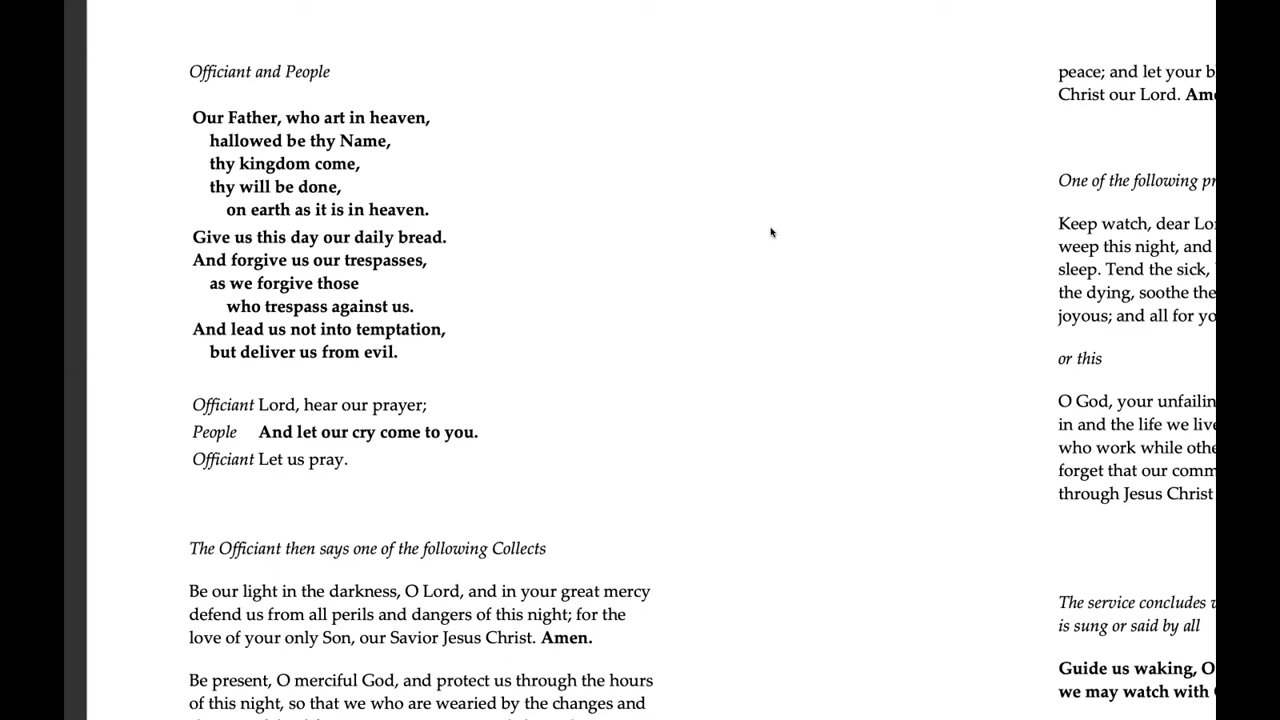 Officiant and People
Our Father, who art in heaven,
hallowed be thy Name,
thy kingdom come,
thy will be done,
on earth as it is in heaven.
Give us this day our daily bread.
And forgive us our trespasses,
as we forgive those
who trespass against us.
And lead us not into temptation,
but deliver us from evil.
Officiant Lord, hear our prayer;
People And let our cry come to you.
Officiant Let us pray.
The Officiant then says one of the following Collects
Be our light in the darkness, O Lord, and in your great mercy
defend us from all perils and dangers of this night; for the
love of your only Son, our Savior Jesus Christ. Amen.
Be present, O merciful God, and protect us through the hours
of this night, so that we who are wearied by the changes and
peace; and let your
Christ our Lord.
One of the following
Keep watch, dear
weep this night, and
sleep. Tend the sick,
the dying, soothe the
joyous; and all for
or this
O God, your
in and the life we
who work while
forget that our
through Jesus Christ
The service concludes
is sung or said by all
Guide us waking, O
we may watch with